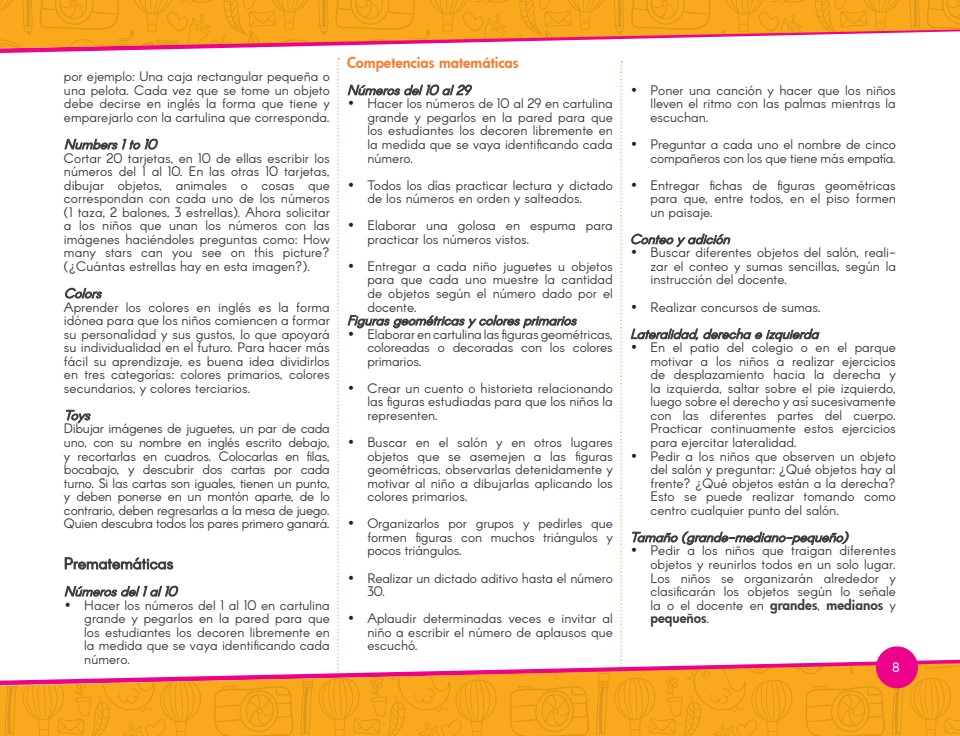 por ejemplo: Una caja rectangular pequeña o
una pelota. Cada vez que se tome un objeto
debe decirse en inglés la forma que tiene y
emparejarlo con la cartulina que corresponda.
Numbers 1 to 10
Cortar 20 tarjetas, en 10 de ellas escribir los
números del 1 al 10. En las otras 10 tarjetas,
dibujar objetos, animales o cosas que
correspondan con cada uno de los números
(1 taza, 2 balones, 3 estrellas). Ahora solicitar
a los niños que unan los números con las
imágenes haciéndoles preguntas como: How
many stars can you see on this picture?
(¿Cuántas estrellas hay en esta imagen?).
Colors
Aprender los colores en inglés es la forma
idónea para que los niños comiencen a formar
su personalidad y sus gustos, lo que apoyará
su individualidad en el futuro. Para hacer más
fácil su aprendizaje, es buena idea dividirlos
en tres categorías: colores primarios, colores
secundarios, y colores terciarios.
Toys
Dibujar imágenes de juguetes, un par de cada
uno, con su nombre en inglés escrito debajo,
y recortarlas en cuadros. Colocarlas en filas,
bocabajo, y descubrir dos cartas por cada
turno. Si las cartas son iguales, tienen un punto,
y deben ponerse en un montón aparte, de lo
contrario, deben regresarlas a la mesa de juego.
Quien descubra todos los pares primero ganará.
Prematemáticas
Números del 1 al 10
• Hacer los números del 1 al 10 en cartulina
grande y pegarlos en la pared para que
los estudiantes los decoren libremente en
la medida que se vaya identificando cada
número.
Competencias matemáticas
Números del 10 al 29
• Hacer los números de 10 al 29 en cartulina
grande y pegarlos en la pared para que
los estudiantes los decoren libremente en
la medida que se vaya identificando cada
número.
• Todos los días practicar lectura y dictado
de los números en orden y salteados.
• Elaborar una golosa en espuma para
practicar los números vistos.
• Entregar a cada niño juguetes u objetos
para que cada uno muestre la cantidad
de objetos según el número dado por el
docente.
Figuras geométricas y colores primarios
• Elaborar en cartulina las figuras geométricas,
coloreadas o decoradas con los colores
primarios.
• Crear un cuento o historieta relacionando
las figuras estudiadas para que los niños la
representen.
• Buscar en el salón y en otros lugares
objetos que se asemejen a las figuras
geométricas, observarlas detenidamente y
motivar al niño a dibujarlas aplicando los
colores primarios.
• Organizarlos por grupos y pedirles que
formen figuras con muchos triángulos y
pocos triángulos.
• Realizar un dictado aditivo hasta el número
30.
• Aplaudir determinadas veces e invitar al
niño a escribir el número de aplausos que
escuchó.
• Poner una canción y hacer que los niños
lleven el ritmo con las palmas mientras la
escuchan.
• Preguntar a cada uno el nombre de cinco
compañeros con los que tiene más empatía.
• Entregar fichas de figuras geométricas
para que, entre todos, en el piso formen
un paisaje.
Conteo y adición
• Buscar diferentes objetos del salón, reali-
zar el conteo y sumas sencillas, según la
instrucción del docente.
• Realizar concursos de sumas.
Lateralidad, derecha e izquierda
• En el patio del colegio o en el parque
motivar a los niños a realizar ejercicios
de desplazamiento hacia la derecha y
la izquierda, saltar sobre el pie izquierdo,
luego sobre el derecho y así sucesivamente
con las diferentes partes del cuerpo.
Practicar continuamente estos ejercicios
para ejercitar lateralidad.
• Pedir a los niños que observen un objeto
del salón y preguntar: ¿Qué objetos hay al
frente? ¿Qué objetos están a la derecha?
Esto se puede realizar tomando como
centro cualquier punto del salón.
Tamaño (grande-mediano-pequeño)
• Pedir a los niños que traigan diferentes
objetos y reunirlos todos en un solo lugar.
Los niños se organizarán alrededor y
clasificarán los objetos según lo señale
la o el docente en grandes, medianos y
pequeños.
8